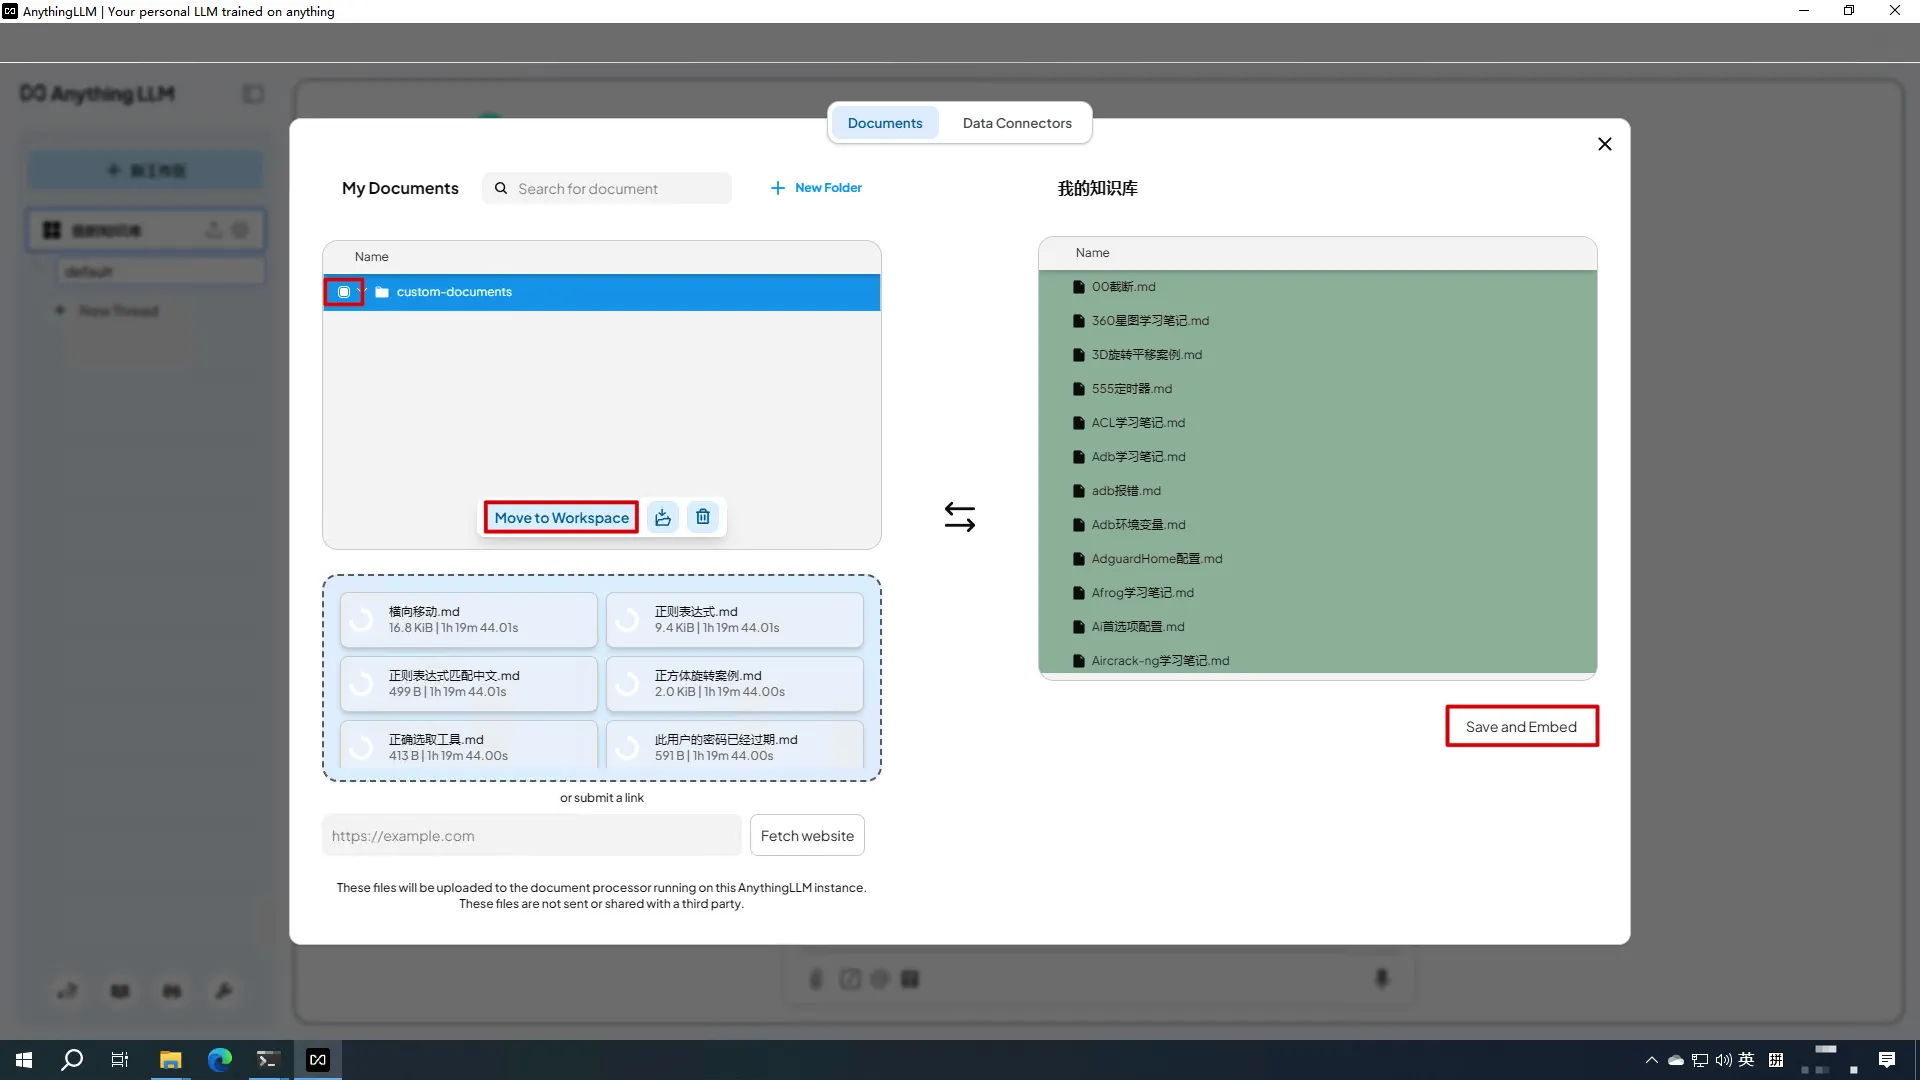 AnythingLLM | Your personal LLM trained on anything
AnythingLLM
新工作区
我的知识库
default
New Thread
Documents
Data Connectors
My Documents
Search for document
New Folder
Name
custom-documents
Move to Workspace
横向移动.md
16.8 KiB | 1h 19m 44.01s
正则表达式.md
9.4 KiB | 1h 19m 44.01s
正则表达式匹配中文.md
499 B | 1h 19m 44.01s
正方体旋转案例.md
2.0 KiB | 1h 19m 44.00s
正确选取工具.md
413 B | 1h 19m 44.00s
此用户的密码已经过期.md
591 B | 1h 19m 44.00s
or submit a link
https://example.com
Fetch website
These files will be uploaded to the document processor running on this AnythingLLM instance.
These files are not sent or shared with a third party.
我的知识库
Name
00截断.md
360星图学习笔记.md
3D旋转平移案例.md
555定时器.md
ACL学习笔记.md
Adb学习笔记.md
adb报错.md
Adb环境变量.md
AdguardHome配置.md
Afrog学习笔记.md
Ai首选项配置.md
Aircrack-ng学习笔记.md
Save and Embed
英
拼